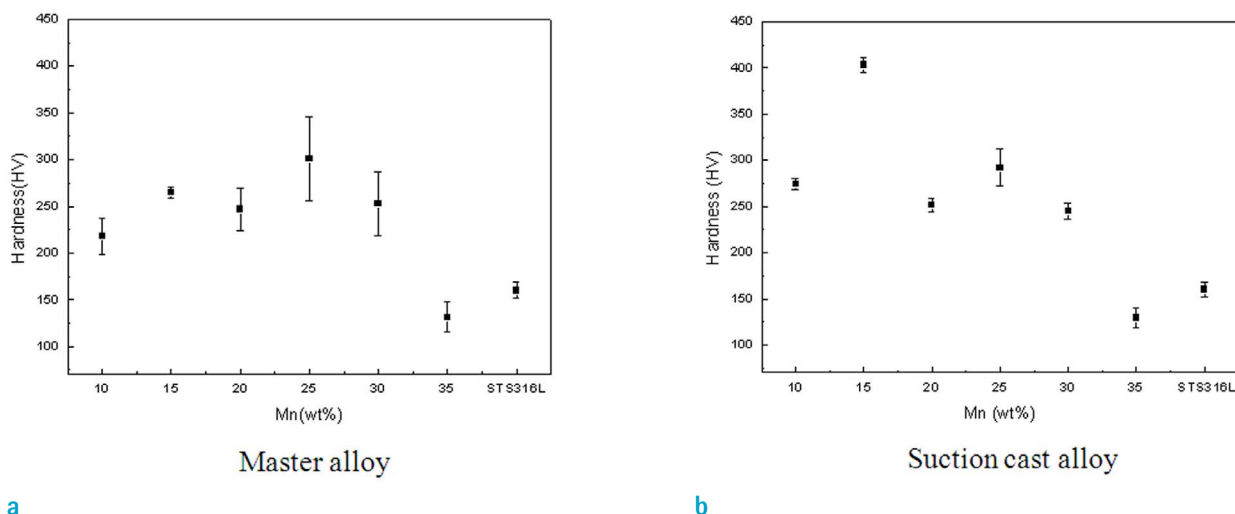 450
400
350
300
250
200
150
100
Hardness(HV)
10 15 20 25 30 35 STS316L
Mn(wt%)
Master alloy
a
450
400
350
300
250
200
150
100
Hardness (HV)
10 15 20 25 30 35 STS316L
Mn (wt%)
Suction cast alloy
b